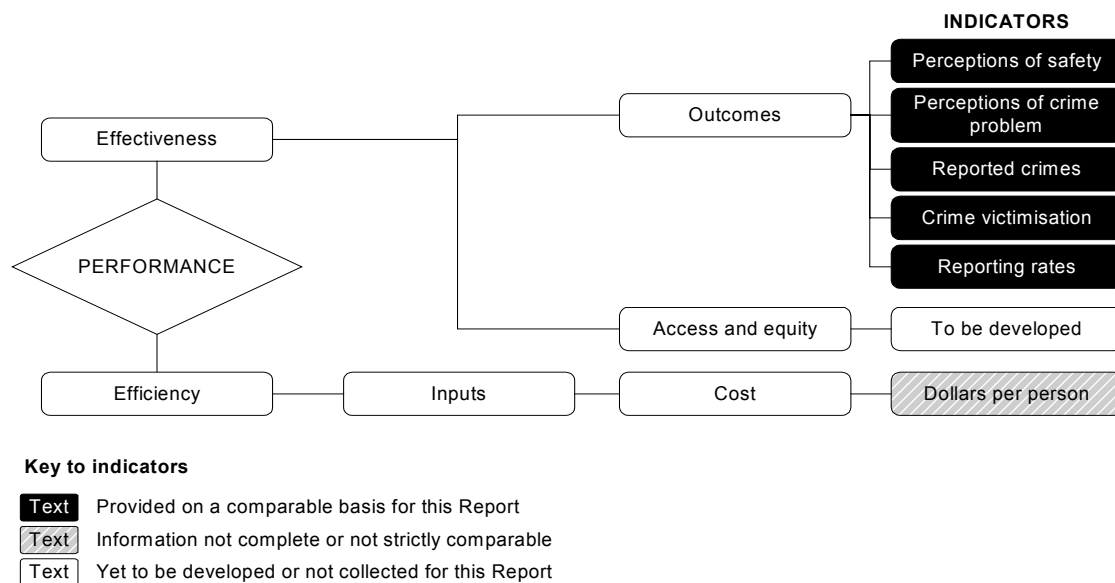 INDICATORS
Perceptions of safety
Outcomes
Perceptions of crime
problem
Effectiveness
Reported crimes
Crime victimisation
PERFORMANCE
Reporting rates
Access and equity
To be developed
Efficiency
Inputs
Cost
Dollars per person
Key to indicators
Text Provided on a comparable basis for this Report
Text Information not complete or not strictly comparable
Text Yet to be developed or not collected for this Report